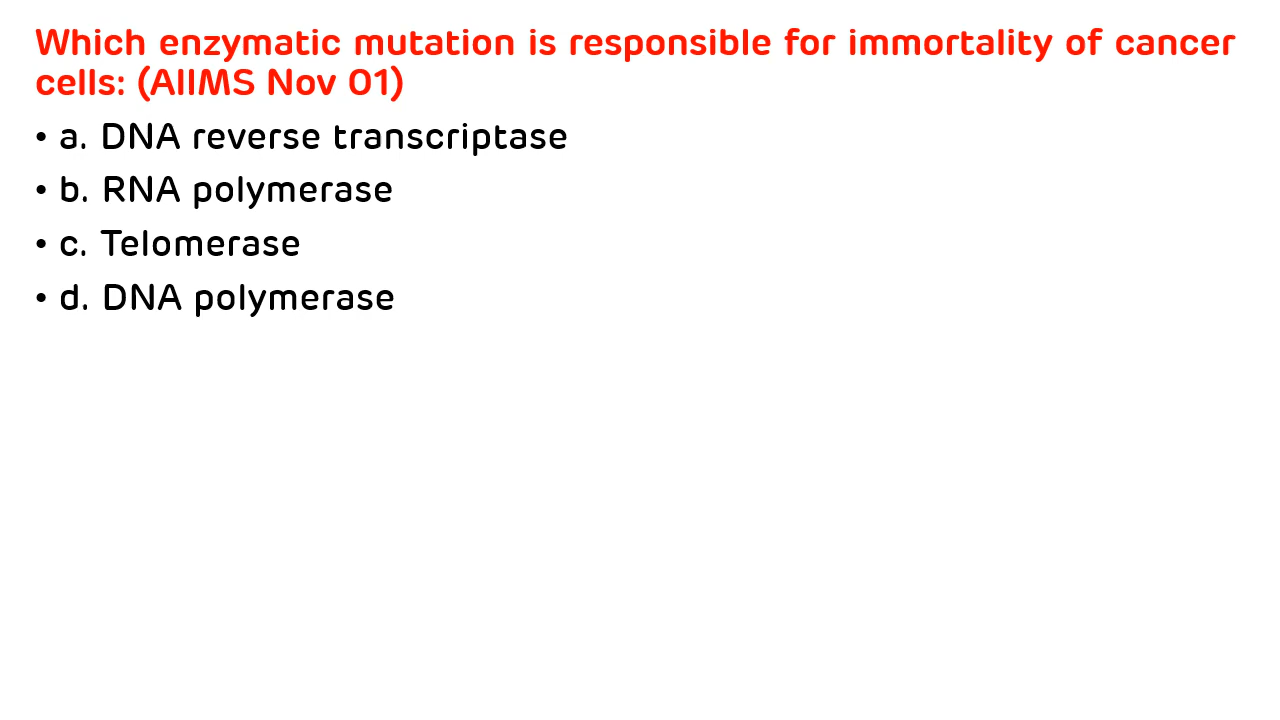 Which enzymatic mutation is responsible for immortality of cancer
cells: (AIIMS Nov 01)
• a. DNA reverse transcriptase
• b. RNA polymerase
• c. Telomerase
• d. DNA polymerase